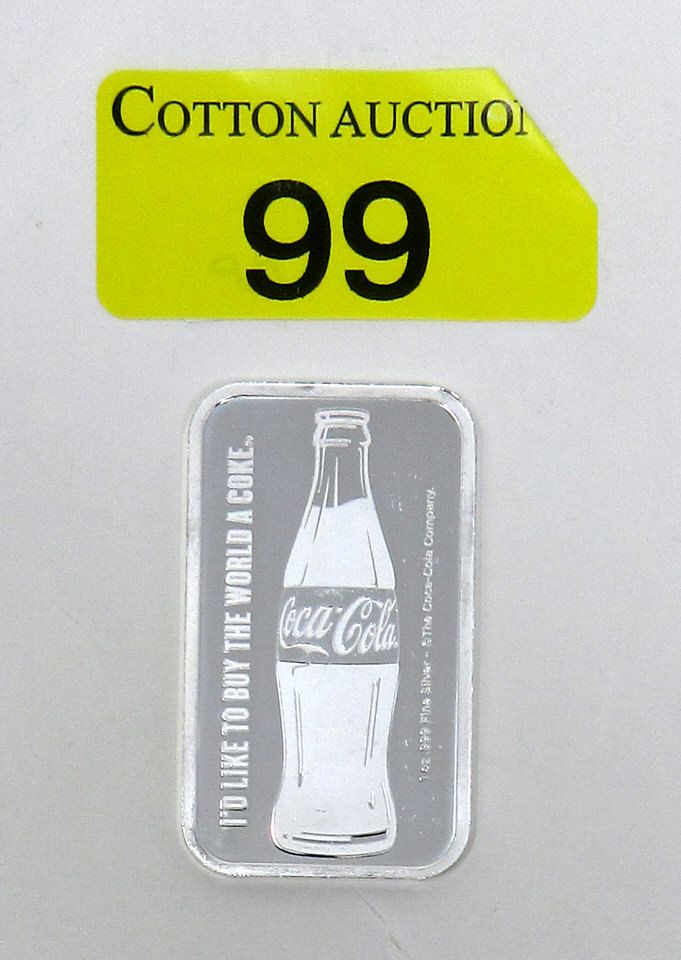 COTTON AUCTION
99
I'D LIKE TO BUY THE WORLD A COKE.
Coca-Cola
1 oz .999 Fine Silver - ©The Coca-Cola Company.